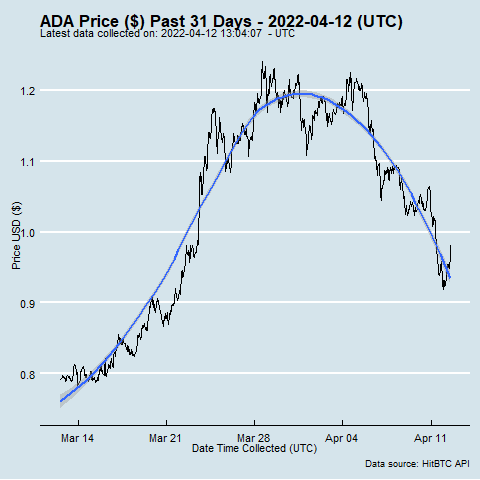 ADA Price ($) Past 31 Days - 2022-04-12 (UTC)
Latest data collected on: 2022-04-12 13:04:07 - UTC
1.2
1.1
1.0
0.9
0.8
Price USD ($)
Mar 14 Mar 21 Mar 28 Apr 04 Apr 11
Date Time Collected (UTC)
Data source: HitBTC API